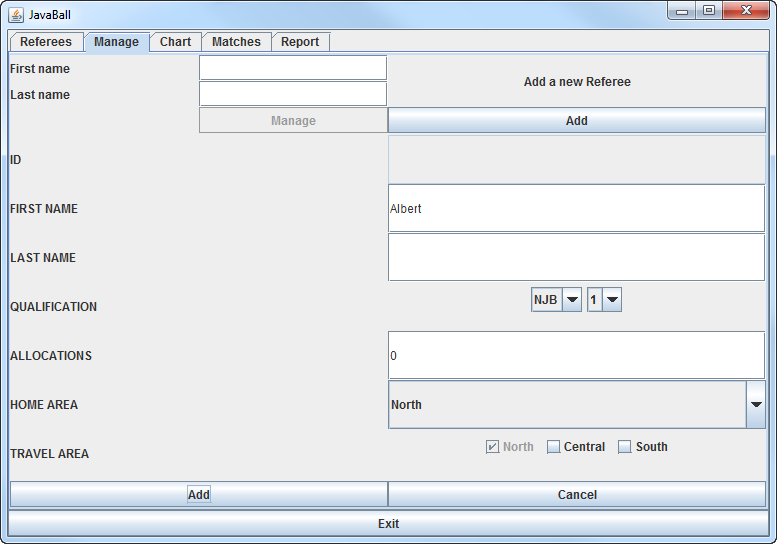 JavaBall
Referees Manage Chart Matches Report
First name
Add a new Referee
Last name
Manage Add
ID
FIRST NAME Albert
LAST NAME
QUALIFICATION NJB 1
ALLOCATIONS 0
HOME AREA North
TRAVEL AREA North Central South
Add Cancel
Exit